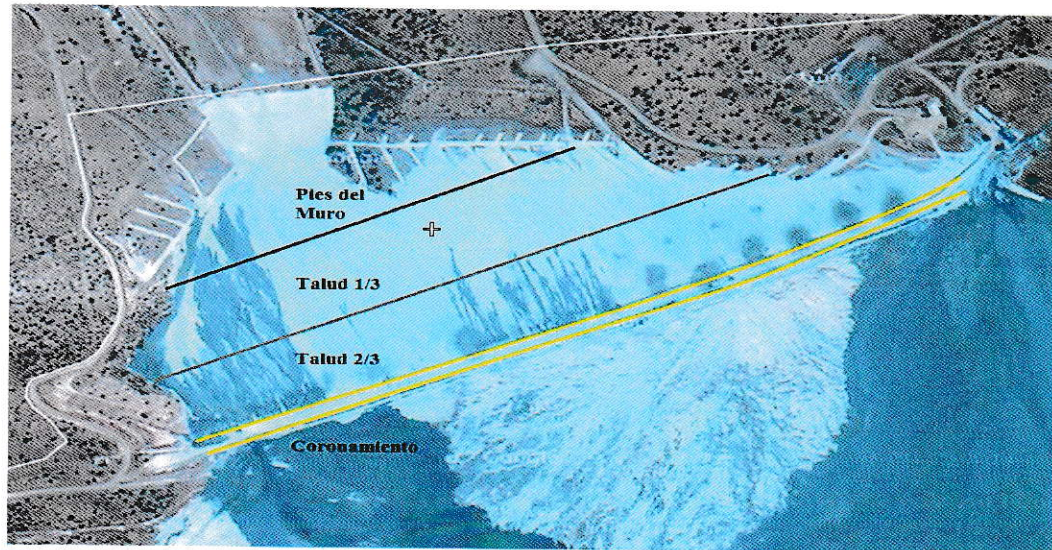 Pies del
Muro
Talud 1/3
Talud 2/3
Coronamiento